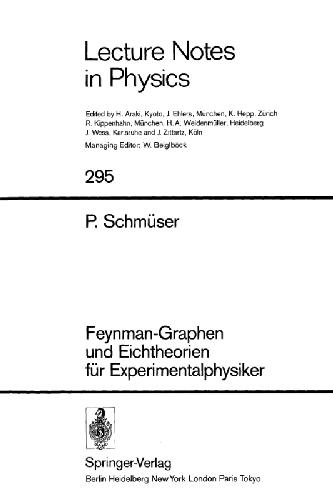 Lecture Notes
in Physics
Edited by H. Araki, Kyoto, J. Ehlers, München, K. Hepp, Zürich
R. Kippenhahn, München, H. A. Weidenmüller, Heidelberg
J. Wess, Karlsruhe and J. Zittartz, Köln
Managing Editor: W. Beiglböck
295
P. Schmüser
Feynman-Graphen
und Eichtheorien
für Experimentalphysiker
Springer-Verlag
Berlin Heidelberg New York London Paris Tokyo